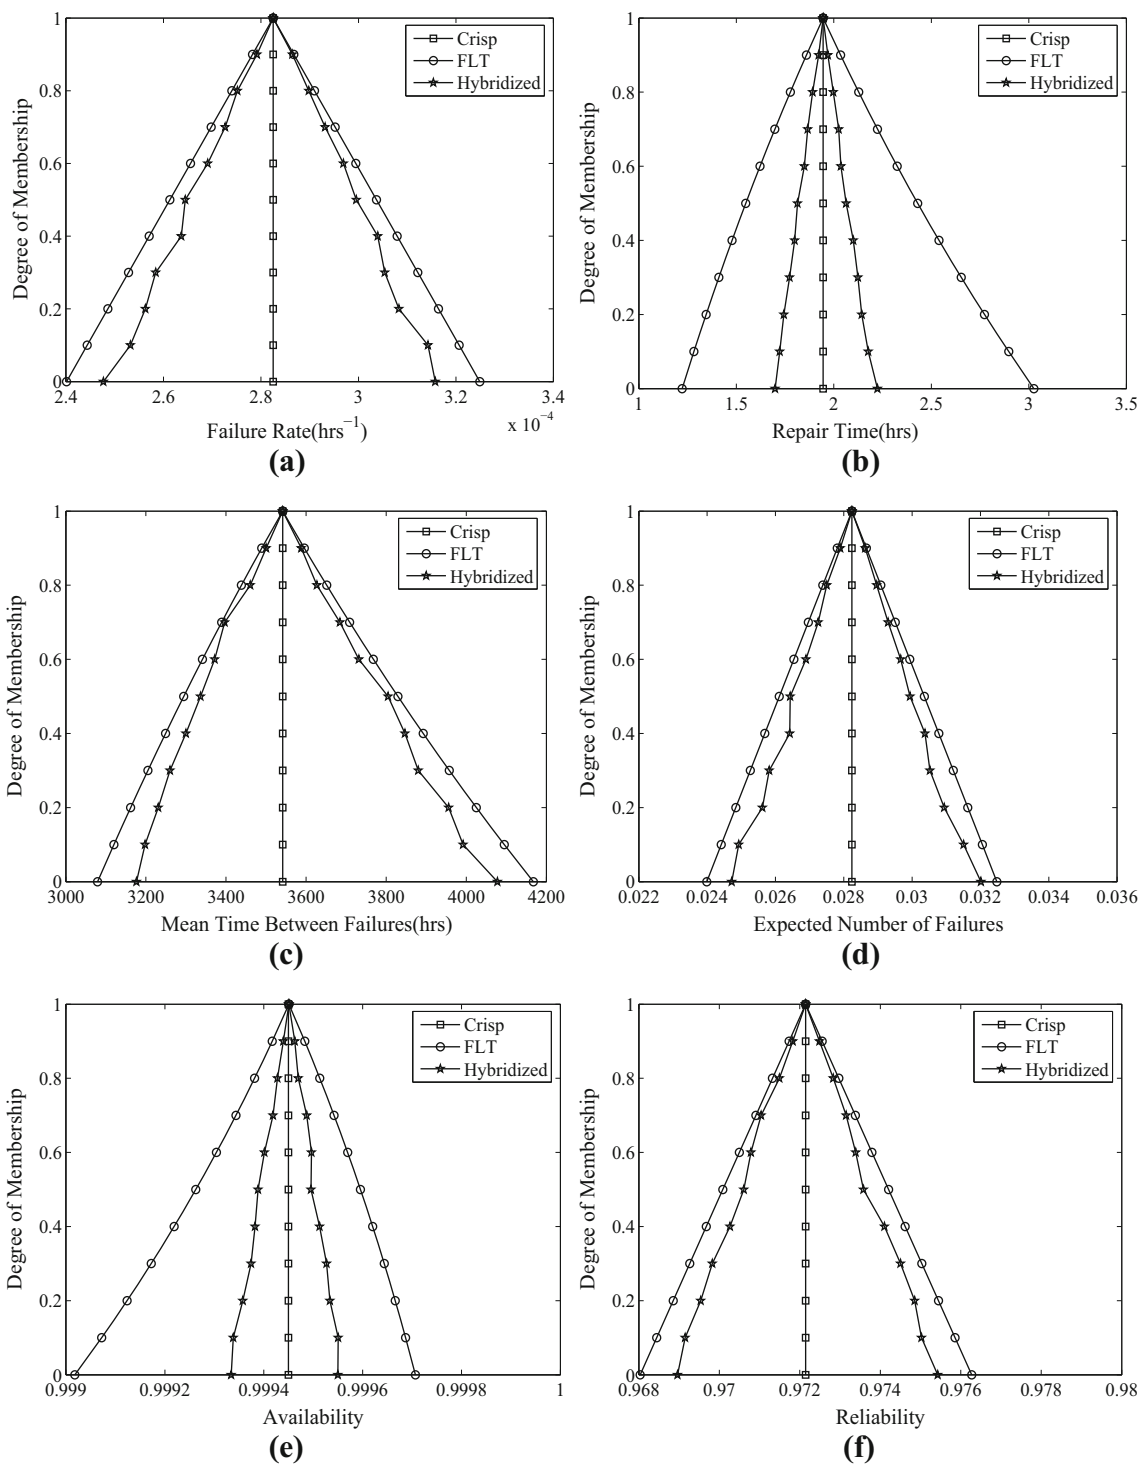 1
0.8
0.6
0.4
0.2
0
Degree of Membership
Crisp
FLT
Hybridized
2.4 2.6 2.8 3 3.2 3.4
x 10⁻⁴
Failure Rate(hrs⁻¹)
(a)
1
0.8
0.6
0.4
0.2
0
Degree of Membership
Crisp
FLT
Hybridized
1 1.5 2 2.5 3 3.5
Repair Time(hrs)
(b)
1
0.8
0.6
0.4
0.2
0
Degree of Membership
Crisp
FLT
Hybridized
3000 3200 3400 3600 3800 4000 4200
Mean Time Between Failures(hrs)
(c)
1
0.8
0.6
0.4
0.2
0
Degree of Membership
Crisp
FLT
Hybridized
0.022 0.024 0.026 0.028 0.03 0.032 0.034 0.036
Expected Number of Failures
(d)
1
0.8
0.6
0.4
0.2
0
Degree of Membership
Crisp
FLT
Hybridized
0.999 0.9992 0.9994 0.9996 0.9998 1
Availability
(e)
1
0.8
0.6
0.4
0.2
0
Degree of Membership
Crisp
FLT
Hybridized
0.968 0.97 0.972 0.974 0.976 0.978 0.98
Reliability
(f)